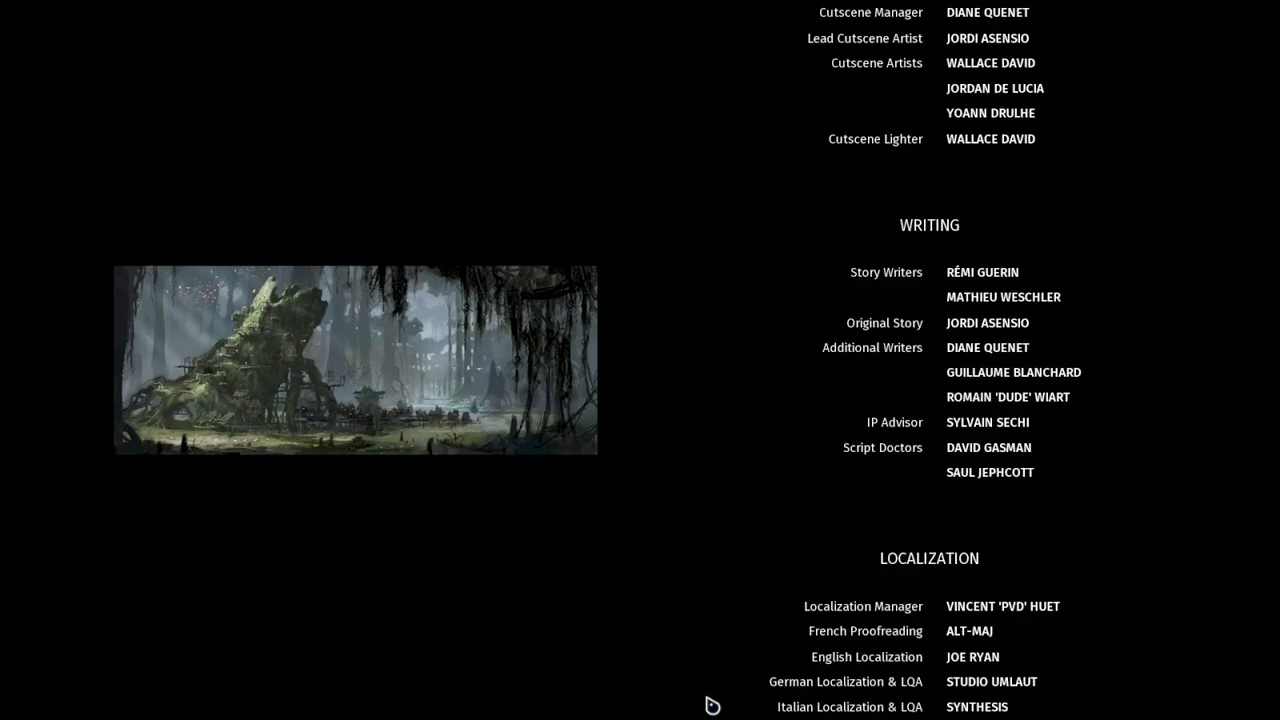 Cutscene Manager DIANE QUENET
Lead Cutscene Artist JORDI ASENSIO
Cutscene Artists WALLACE DAVID
JORDAN DE LUCIA
YOANN DRULHE
Cutscene Lighter WALLACE DAVID
WRITING
Story Writers RÉMI GUERIN
MATHIEU WESCHLER
Original Story JORDI ASENSIO
Additional Writers DIANE QUENET
GUILLAUME BLANCHARD
ROMAIN 'DUDE' WIART
IP Advisor SYLVAIN SECHI
Script Doctors DAVID GASMAN
SAUL JEPHCOTT
LOCALIZATION
Localization Manager VINCENT 'PVD' HUET
French Proofreading ALT-MAJ
English Localization JOE RYAN
German Localization & LQA STUDIO UMLAUT
Italian Localization & LQA SYNTHESIS